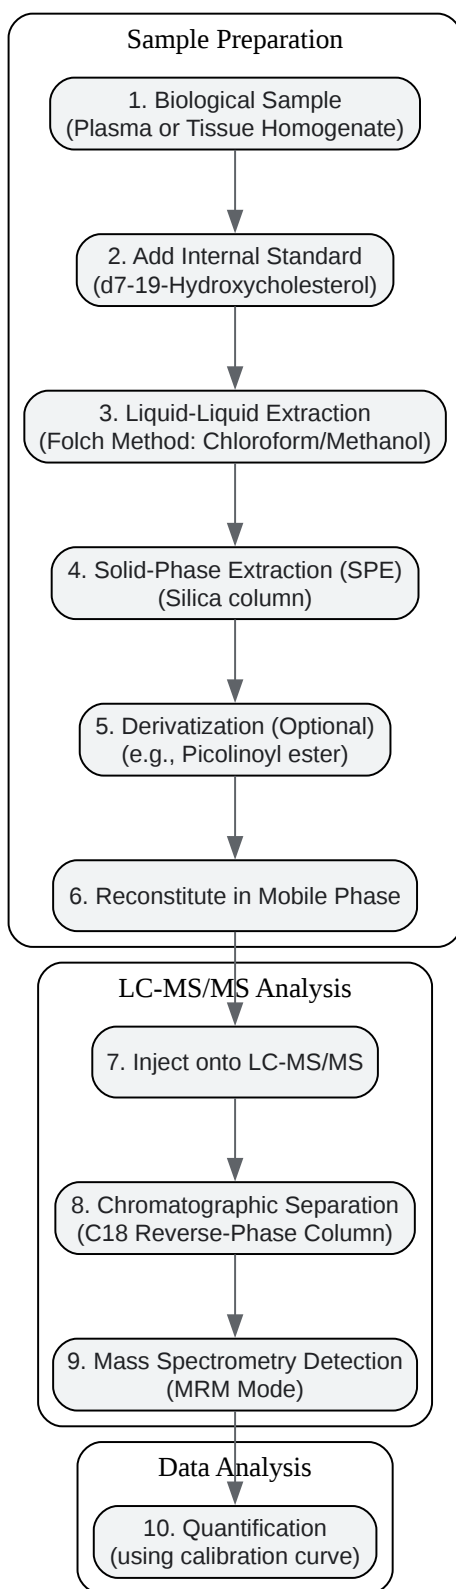 Sample Preparation
1. Biological Sample
(Plasma or Tissue Homogenate)
2. Add Internal Standard
(d7-19-Hydroxycholesterol)
3. Liquid-Liquid Extraction
(Folch Method: Chloroform/Methanol)
4. Solid-Phase Extraction (SPE)
(Silica column)
5. Derivatization (Optional)
(e.g., Picolinoyl ester)
6. Reconstitute in Mobile Phase
LC-MS/MS Analysis
7. Inject onto LC-MS/MS
8. Chromatographic Separation
(C18 Reverse-Phase Column)
9. Mass Spectrometry Detection
(MRM Mode)
Data Analysis
10. Quantification
(using calibration curve)